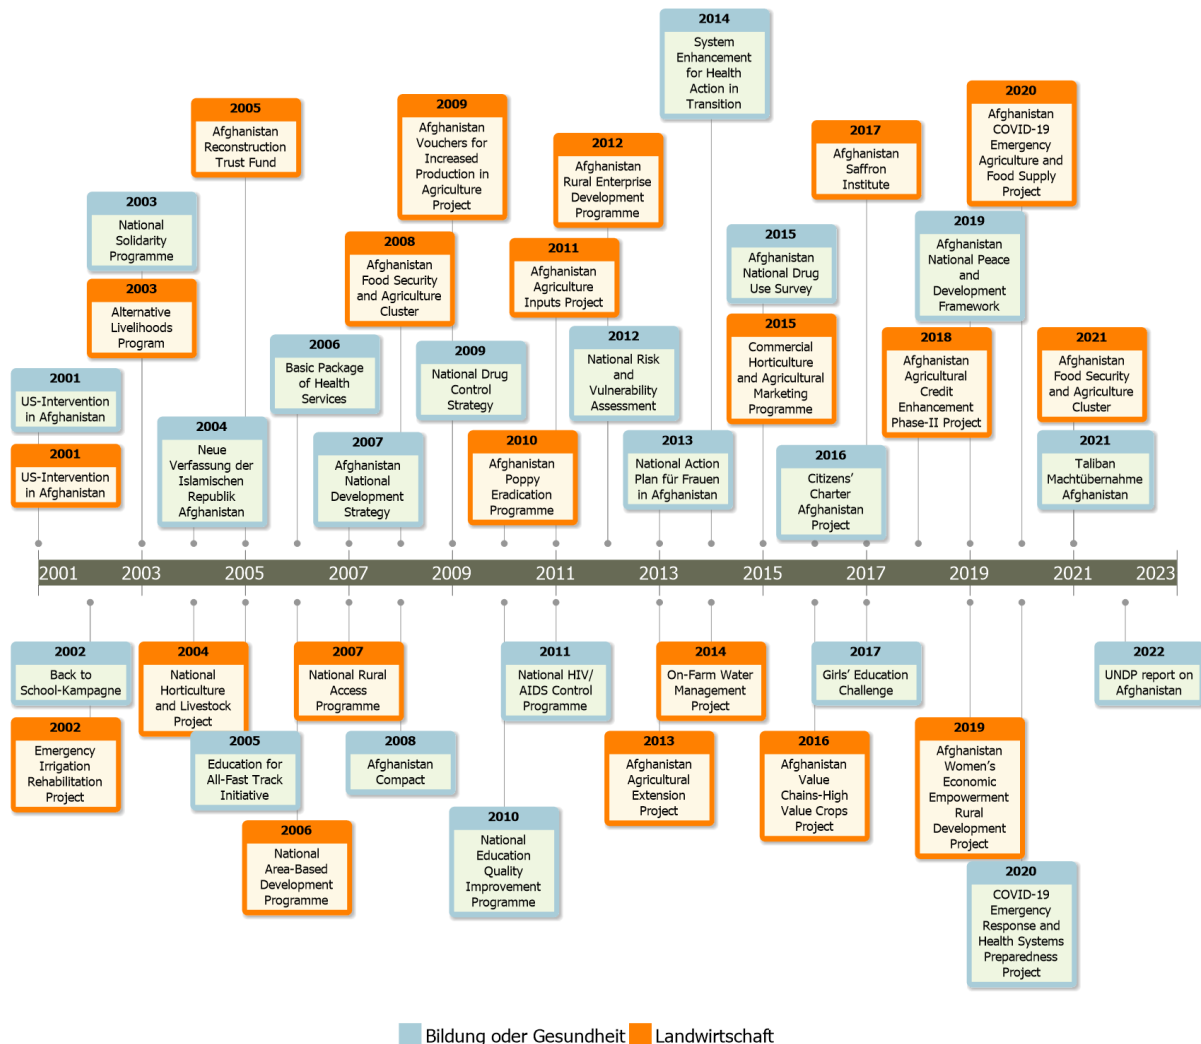 2014
System
Enhancement
for Health
Action in
Transition
2005
Afghanistan
Reconstruction
Trust Fund
2009
Afghanistan
Vouchers for
Increased
Production in
Agriculture
Project
2012
Afghanistan
Rural Enterprise
Development
Programme
2017
Afghanistan
Saffron
Institute
2020
Afghanistan
COVID-19
Emergency
Agriculture and
Food Supply
Project
2003
National
Solidarity
Programme
2008
Afghanistan
Food Security
and Agriculture
Cluster
2011
Afghanistan
Agriculture
Inputs Project
2015
Afghanistan
National Drug
Use Survey
2019
Afghanistan
National Peace
and
Development
Framework
2003
Alternative
Livelihoods
Program
2006
Basic Package
of Health
Services
2009
National Drug
Control
Strategy
2012
National Risk
and
Vulnerability
Assessment
2015
Commercial
Horticulture
and Agricultural
Marketing
Programme
2018
Afghanistan
Agricultural
Credit
Enhancement
Phase-II Project
2021
Afghanistan
Food Security
and Agriculture
Cluster
2001
US-Intervention
in Afghanistan
2001
US-Intervention
in Afghanistan
2004
Neue
Verfassung der
Islamischen
Republik
Afghanistan
2007
Afghanistan
National
Development
Strategy
2010
Afghanistan
Poppy
Eradication
Programme
2013
National Action
Plan für Frauen
in Afghanistan
2016
Citizens’
Charter
Afghanistan
Project
2021
Taliban
Machtübernahme
Afghanistan
2001 2003 2005 2007 2009 2011 2013 2015 2017 2019 2021 2023
2002
Back to
School-Kampagne
2004
National
Horticulture
and Livestock
Project
2007
National Rural
Access
Programme
2011
National HIV/
AIDS Control
Programme
2014
On-Farm Water
Management
Project
2017
Girls’ Education
Challenge
2022
UNDP report on
Afghanistan
2002
Emergency
Irrigation
Rehabilitation
Project
2005
Education for
All-Fast Track
Initiative
2008
Afghanistan
Compact
2013
Afghanistan
Agricultural
Extension
Project
2016
Afghanistan
Value
Chains-High
Value Crops
Project
2019
Afghanistan
Women’s
Economic
Empowerment
Rural
Development
Project
2006
National
Area-Based
Development
Programme
2010
National
Education
Quality
Improvement
Programme
2020
COVID-19
Emergency
Response and
Health Systems
Preparedness
Project
Bildung oder Gesundheit Landwirtschaft